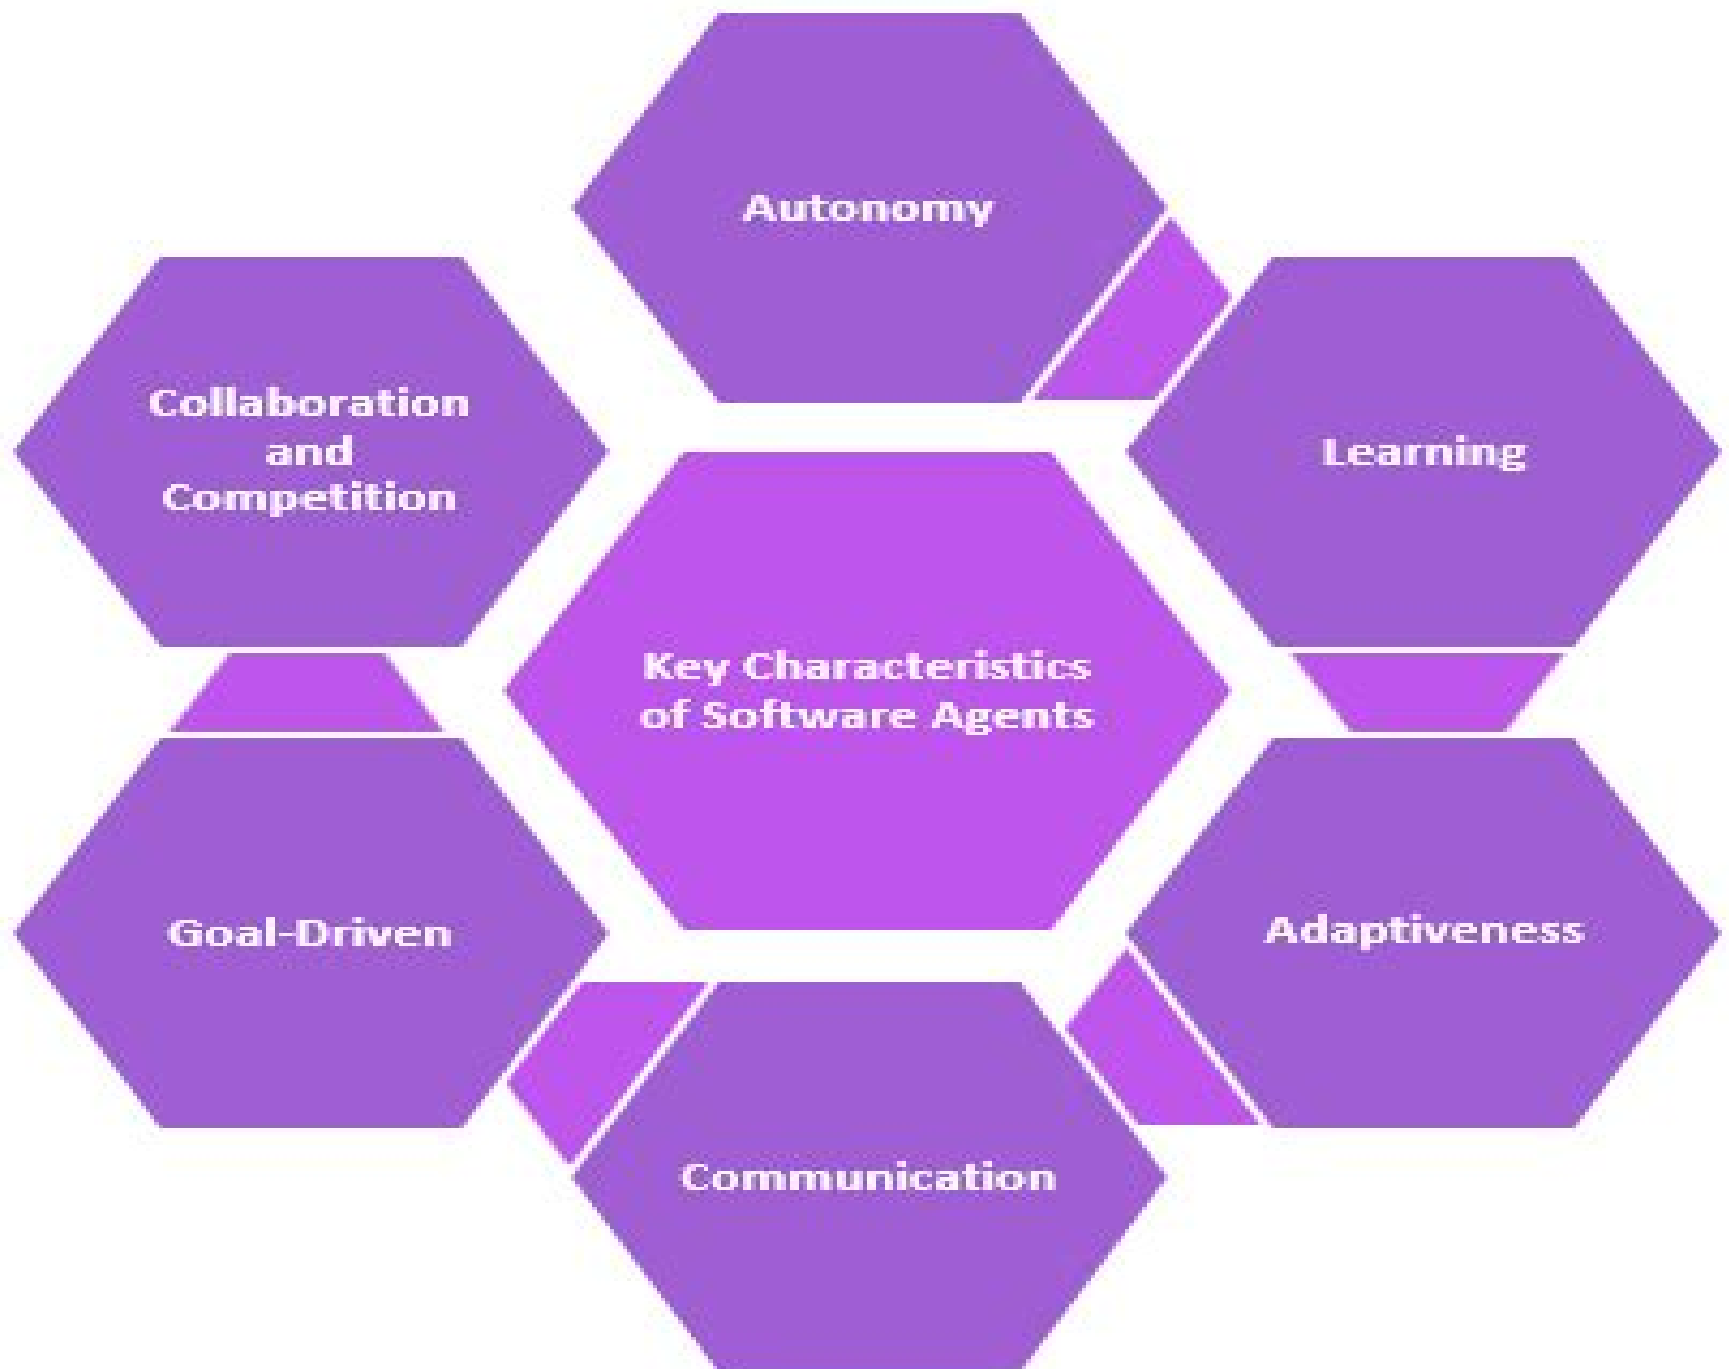 Autonomy
Learning
Adaptiveness
Communication
Goal-Driven
Collaboration
and
Competition
Key Characteristics
of Software Agents